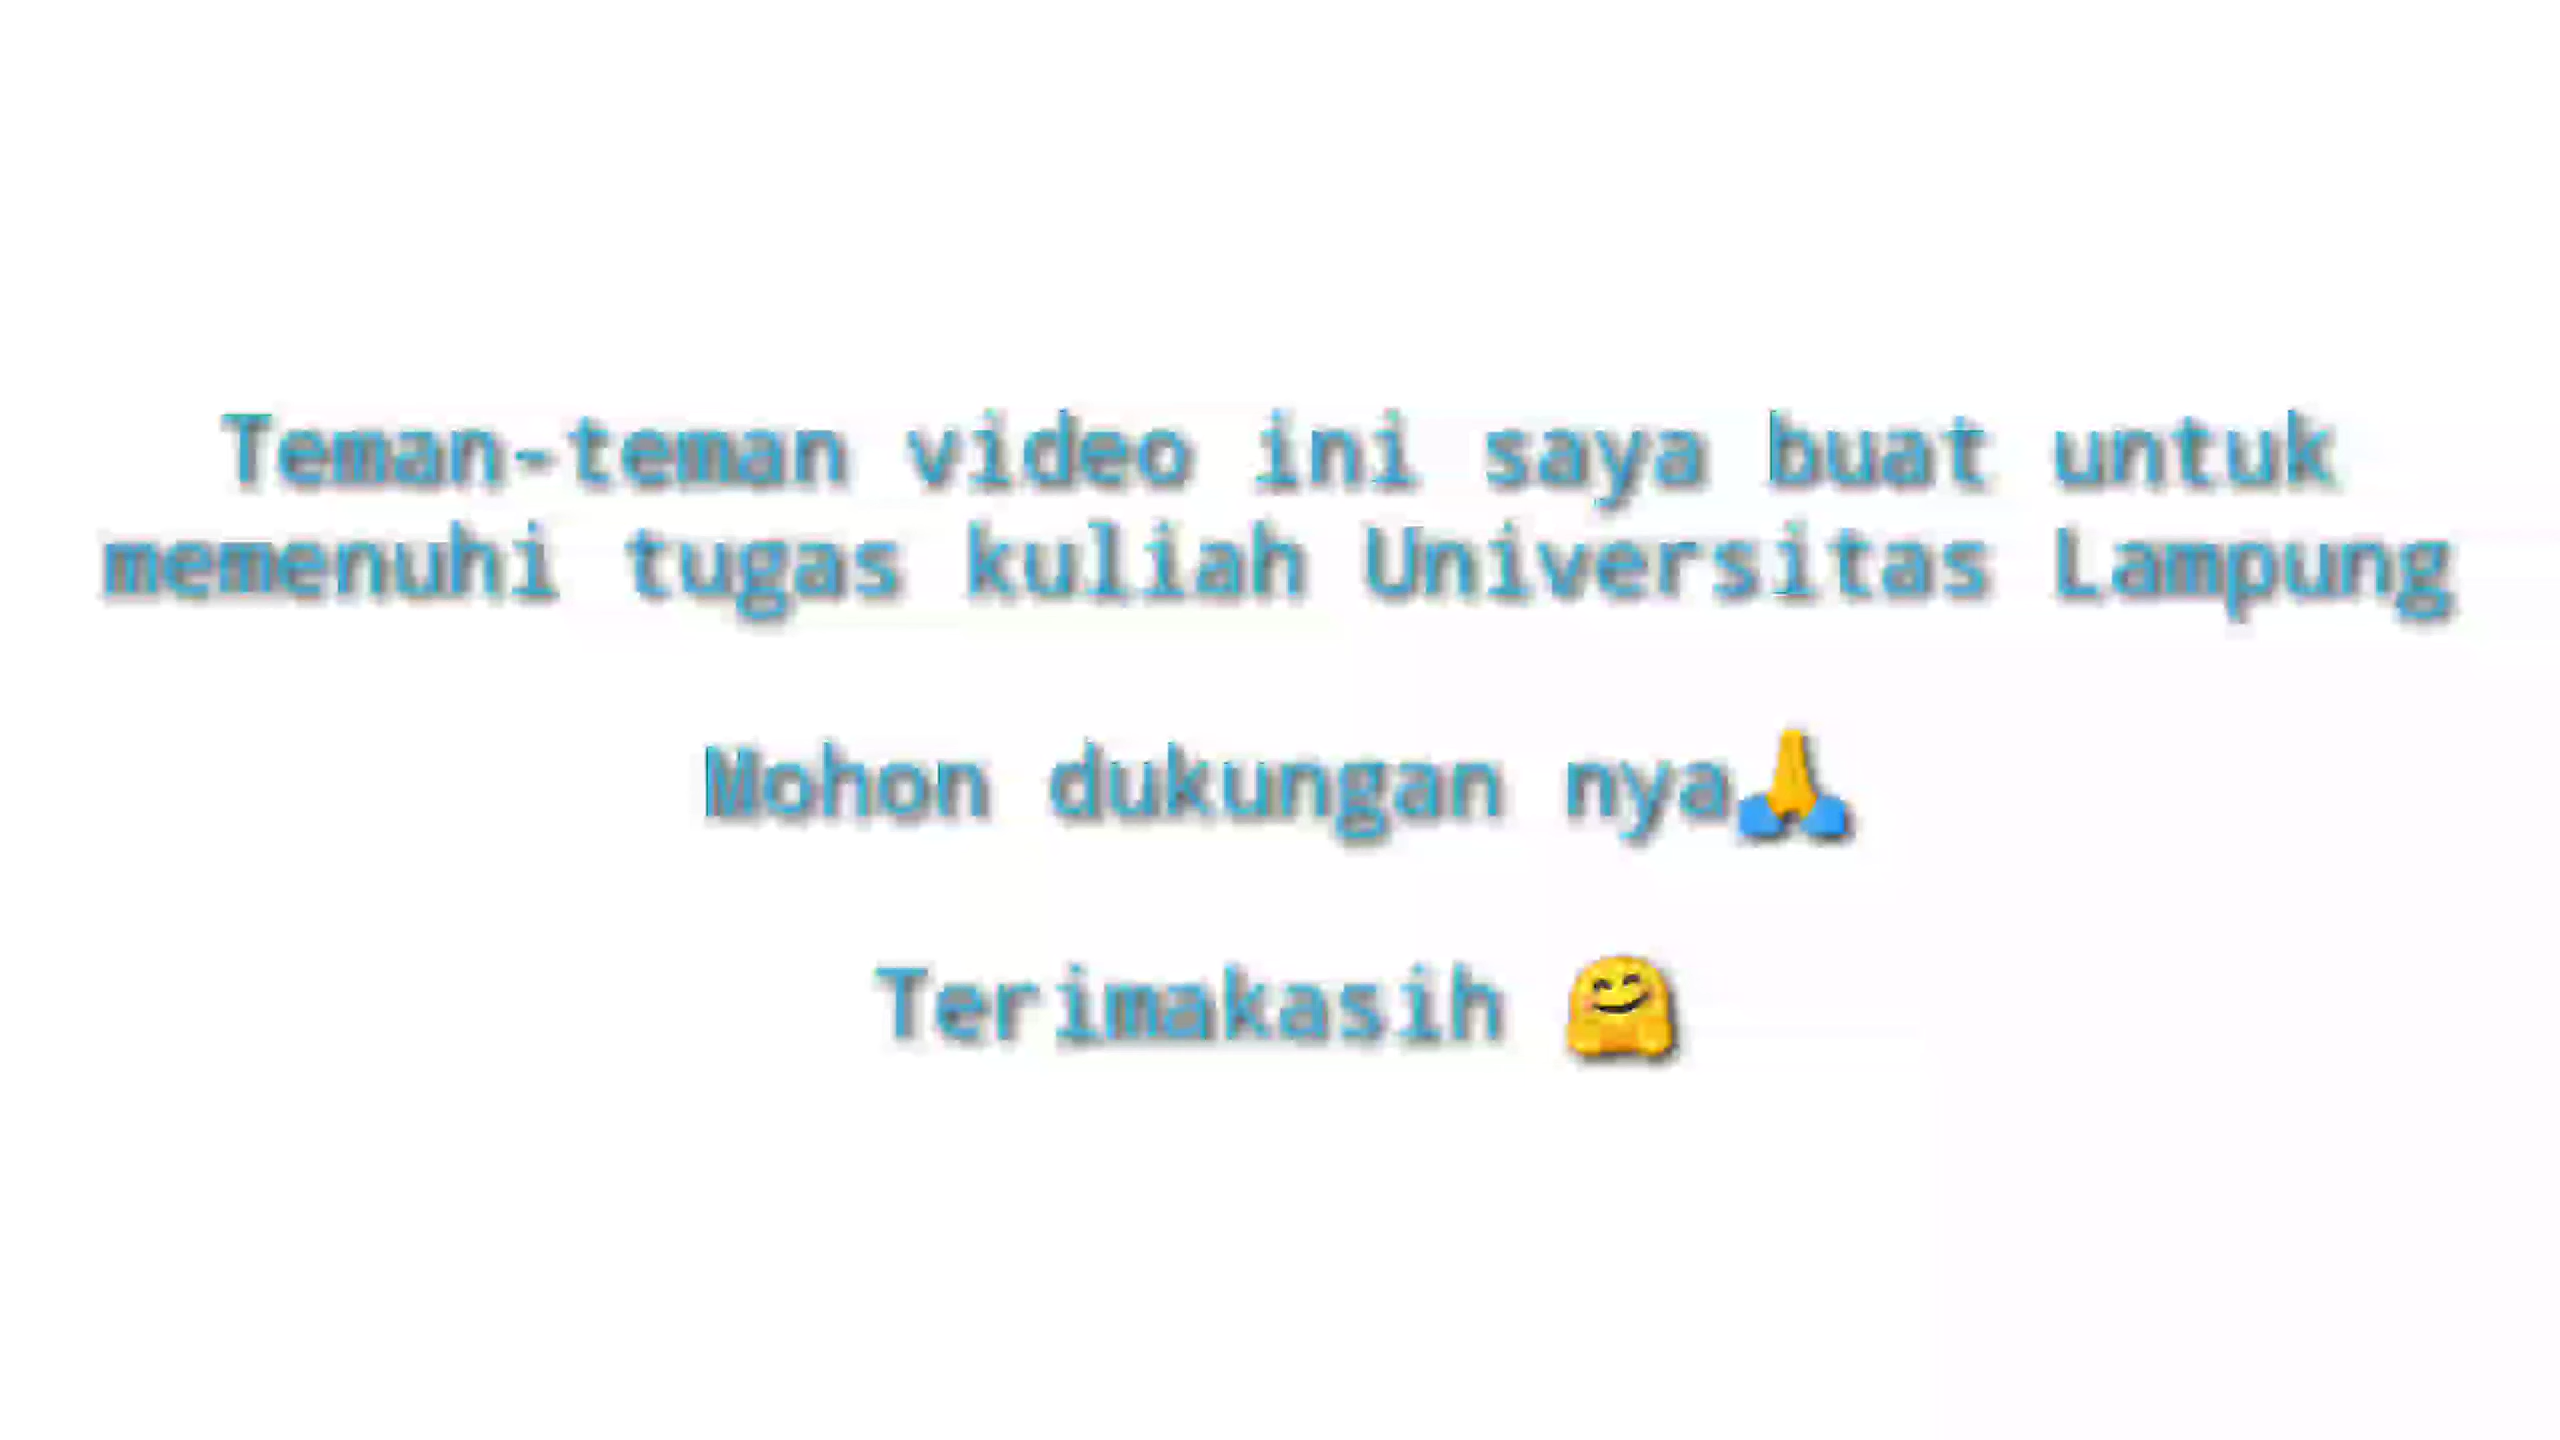 Teman-teman video ini saya buat untuk
memenuhi tugas kuliah Universitas Lampung
Mohon dukungan nya🙏
Terimakasih 🤗